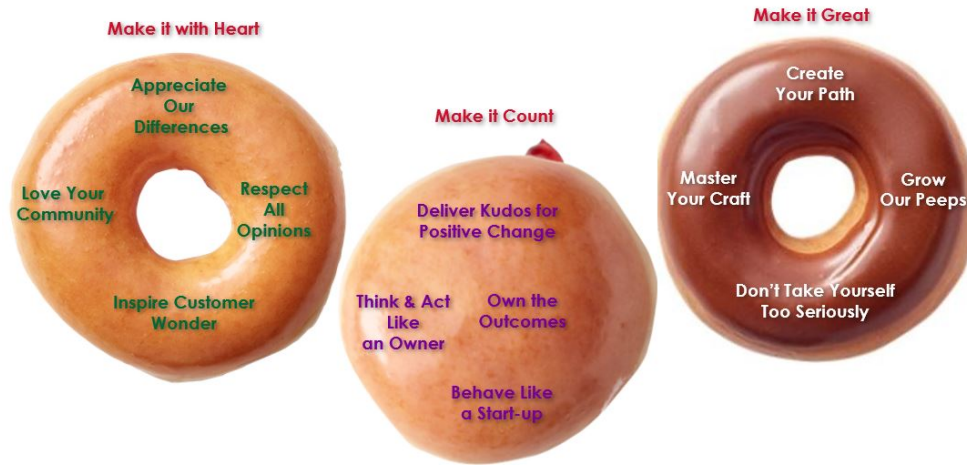 Make it with Heart
Appreciate
Our
Differences
Love Your
Community
Respect
All
Opinions
Inspire Customer
Wonder
Make it Count
Deliver Kudos for
Positive Change
Think & Act
Like
an Owner
Own the
Outcomes
Behave Like
a Start-up
Make it Great
Create
Your Path
Master
Your Craft
Grow
Our Peeps
Don't Take Yourself
Too Seriously